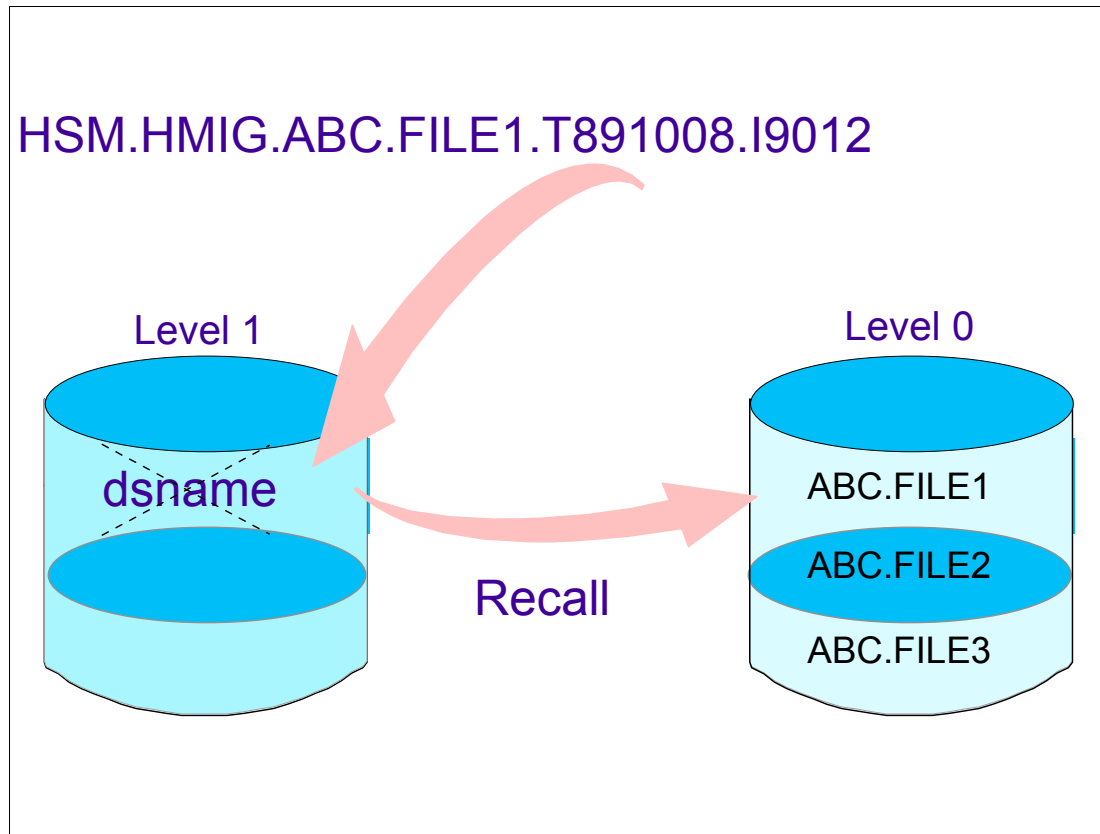 HSM.HMIG.ABC.FILE1.T891008.I9012
Level 1
Level 0
dsname
ABC.FILE1
ABC.FILE2
ABC.FILE3
Recall